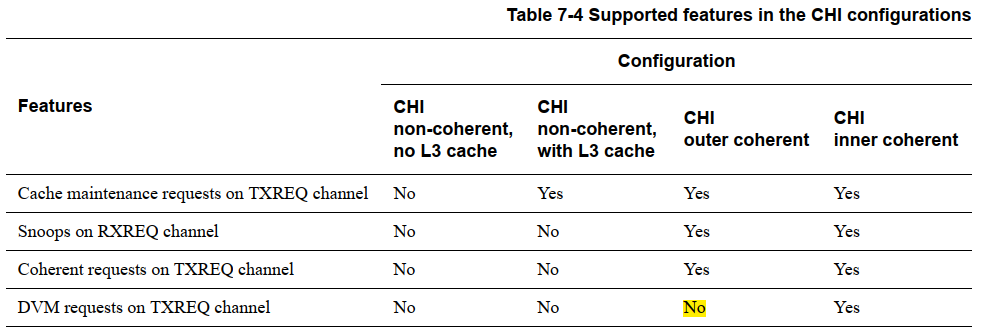 Table 7-4 Supported features in the CHI configurations
Configuration
Features
CHI non-coherent, no L3 cache
CHI non-coherent, with L3 cache
CHI outer coherent
CHI inner coherent
Cache maintenance requests on TXREQ channel No Yes Yes Yes
Snoops on RXREQ channel No No Yes Yes
Coherent requests on TXREQ channel No No Yes Yes
DVM requests on TXREQ channel No No No Yes